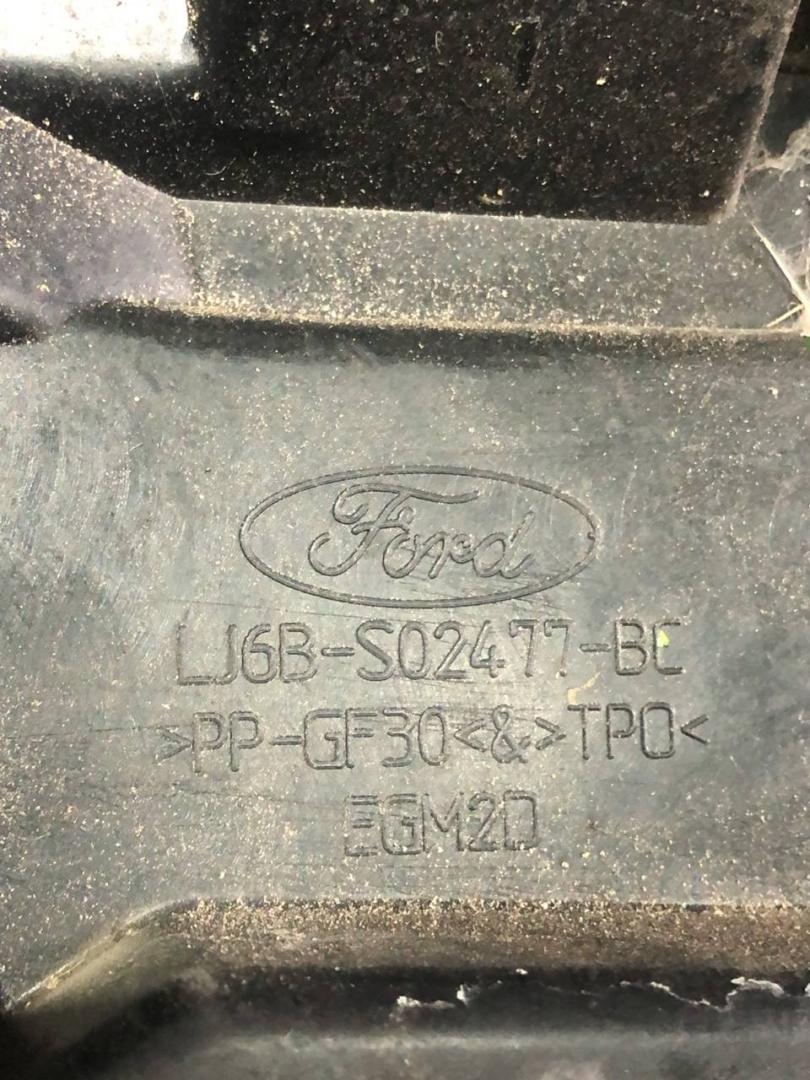 Ford
LJ6B-S02477-BC
>PP-GF30<&>TPO<
EGM2D